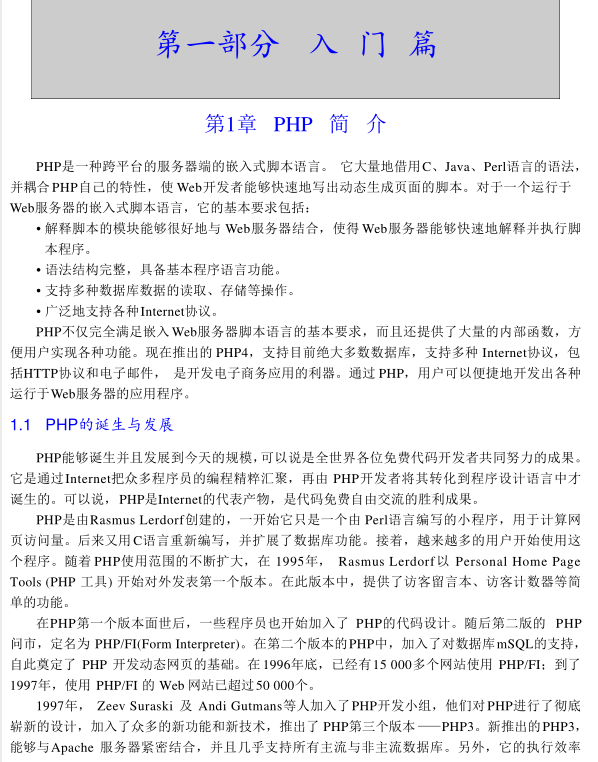 第一部分 入 门 篇
第1章 PHP 简 介
PHP是一种跨平台的服务器端的嵌入式脚本语言。 它大量地借用C、Java、Perl语言的语法，
并耦合PHP自己的特性，使 Web开发者能够快速地写出动态生成页面的脚本。对于一个运行于
Web服务器的嵌入式脚本语言，它的基本要求包括：
• 解释脚本的模块能够很好地与 Web服务器结合，使得 Web服务器能够快速地解释并执行脚
本程序。
• 语法结构完整，具备基本程序语言功能。
• 支持多种数据库数据的读取、存储等操作。
• 广泛地支持各种Internet协议。
PHP不仅完全满足嵌入Web服务器脚本语言的基本要求，而且还提供了大量的内部函数，方
便用户实现各种功能。现在推出的 PHP4，支持目前绝大多数数据库，支持多种 Internet协议，包
括HTTP协议和电子邮件， 是开发电子商务应用的利器。通过 PHP，用户可以便捷地开发出各种
运行于Web服务器的应用程序。
1.1 PHP的诞生与发展
PHP能够诞生并且发展到今天的规模，可以说是全世界各位免费代码开发者共同努力的成果。
它是通过Internet把众多程序员的编程精粹汇聚，再由 PHP开发者将其转化到程序设计语言中才
诞生的。可以说，PHP是Internet的代表产物，是代码免费自由交流的胜利成果。
PHP是由Rasmus Lerdorf创建的，一开始它只是一个由 Perl语言编写的小程序，用于计算网
页访问量。后来又用C语言重新编写，并扩展了数据库功能。接着，越来越多的用户开始使用这
个程序。随着 PHP使用范围的不断扩大，在 1995年， Rasmus Lerdorf 以 Personal Home Page
Tools (PHP 工具) 开始对外发表第一个版本。在此版本中，提供了访客留言本、访客计数器等简
单的功能。
在PHP第一个版本面世后，一些程序员也开始加入了 PHP的代码设计。随后第二版的 PHP
问市，定名为 PHP/FI(Form Interpreter)。在第二个版本的PHP中，加入了对数据库mSQL的支持，
自此奠定了 PHP 开发动态网页的基础。在1996年底，已经有15 000多个网站使用 PHP/FI；到了
1997年，使用 PHP/FI 的 Web 网站已超过50 000个。
1997年， Zeev Suraski 及 Andi Gutmans等人加入了PHP开发小组，他们对PHP进行了彻底
崭新的设计，加入了众多的新功能和新技术，推出了 PHP第三个版本——PHP3。新推出的PHP3，
能够与Apache 服务器紧密结合，并且几乎支持所有主流与非主流数据库。另外，它的执行效率